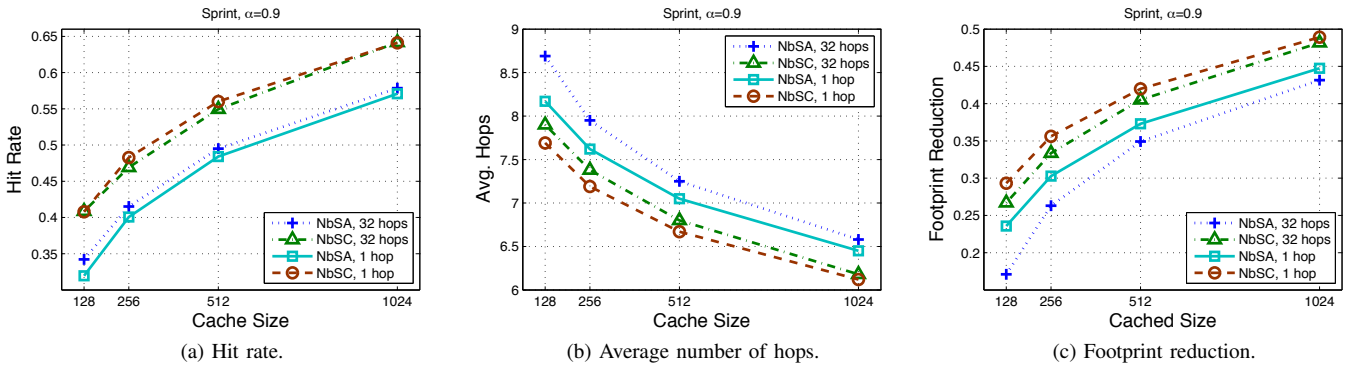 Sprint, α=0.9
Hit Rate
0.65
0.6
0.55
0.5
0.45
0.4
0.35
NbSA, 32 hops
NbSC, 32 hops
NbSA, 1 hop
NbSC, 1 hop
128
256
512
1024
Cache Size
(a) Hit rate.
Sprint, α=0.9
Avg. Hops
9
8.5
8
7.5
7
6.5
6
NbSA, 32 hops
NbSC, 32 hops
NbSA, 1 hop
NbSC, 1 hop
128
256
512
1024
Cache Size
(b) Average number of hops.
Sprint, α=0.9
Footprint Reduction
0.5
0.45
0.4
0.35
0.3
0.25
0.2
NbSA, 32 hops
NbSC, 32 hops
NbSA, 1 hop
NbSC, 1 hop
128
256
512
1024
Cached Size
(c) Footprint reduction.